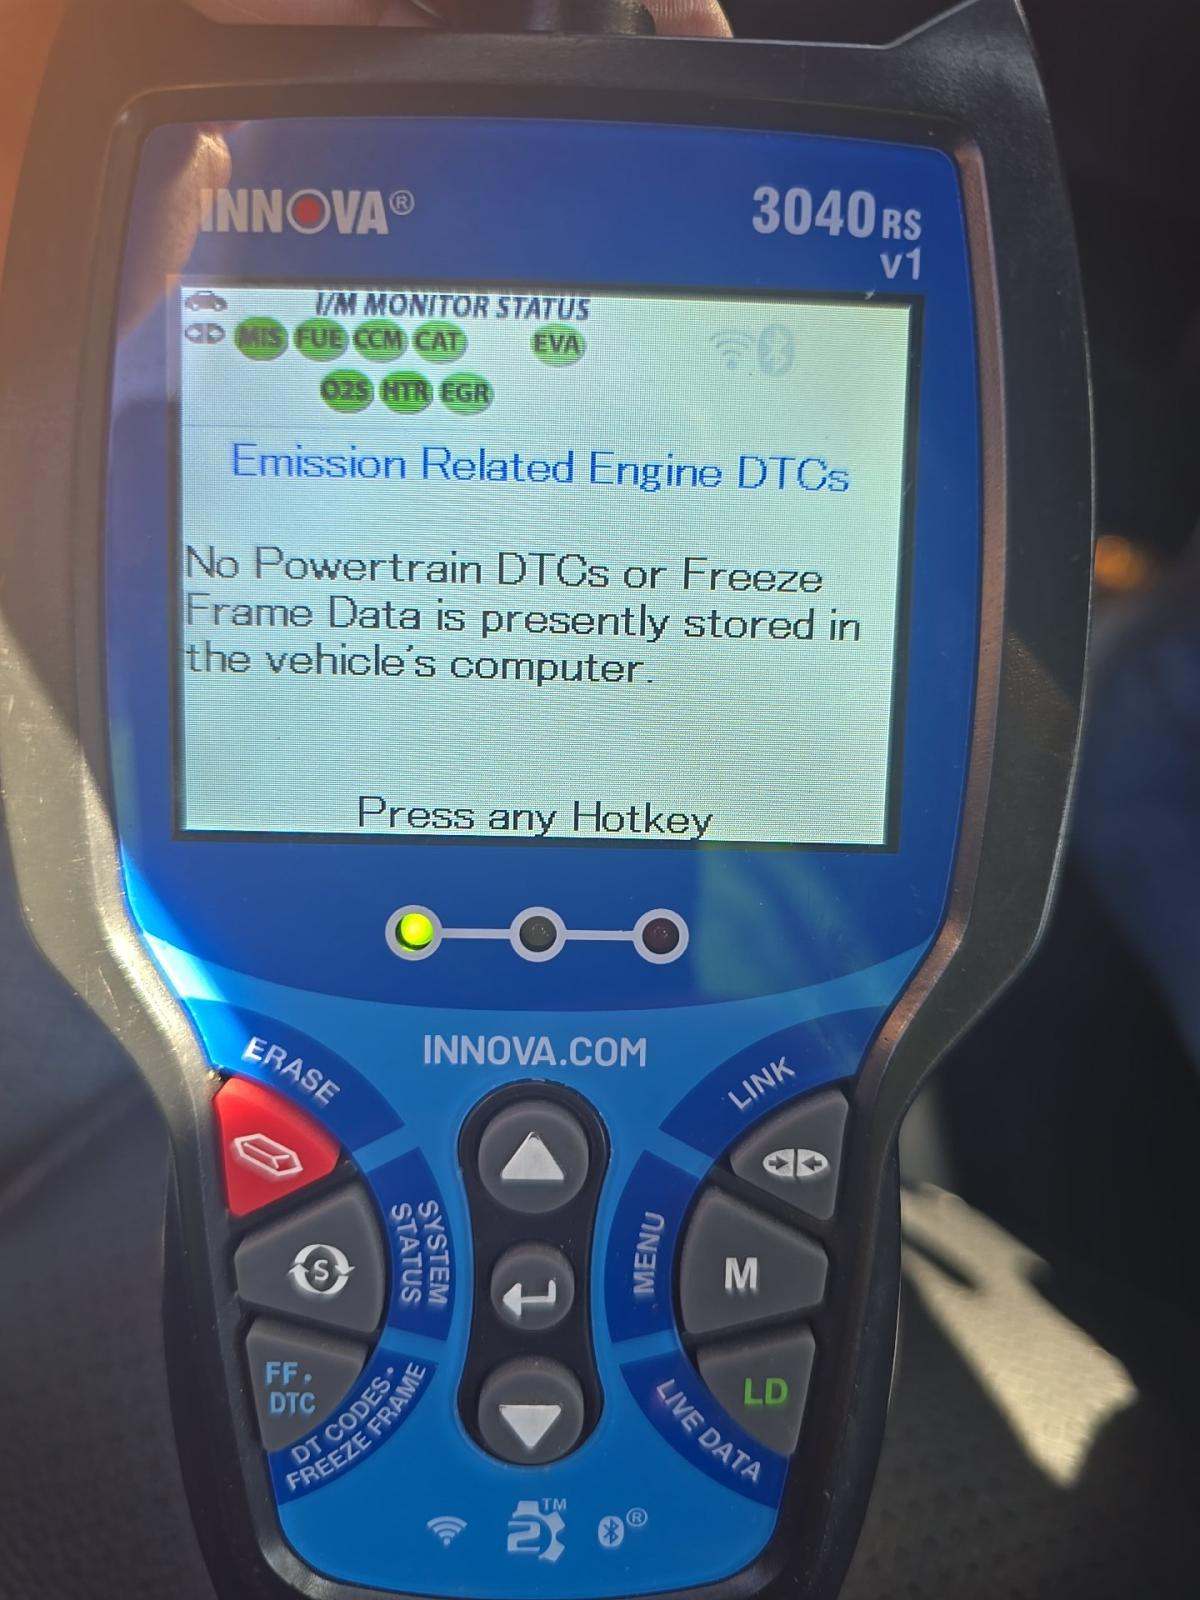 INNOVA®
3040RS
v1
I/M MONITOR STATUS
MIS FUE CCM CAT EVA
O2S HTR EGR
Emission Related Engine DTCs
No Powertrain DTCs or Freeze
Frame Data is presently stored in
the vehicle's computer.
Press any Hotkey
INNOVA.COM
ERASE
LINK
S
SYSTEM
STATUS
MENU
M
FF•
DTC
DT CODES•
FREEZE FRAME
LIVE DATA
LD
2 TM
®